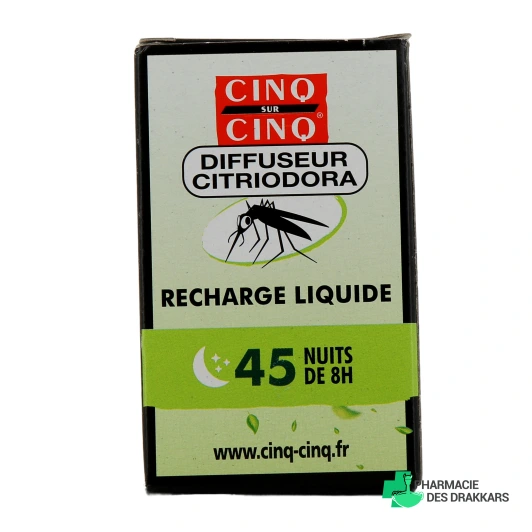 CINQ
SUR
CINQ®
DIFFUSEUR
CITRIODORA
RECHARGE LIQUIDE
45 NUITS
DE 8H
www.cinq-cinq.fr
PHARMACIE
DES DRAKKARS